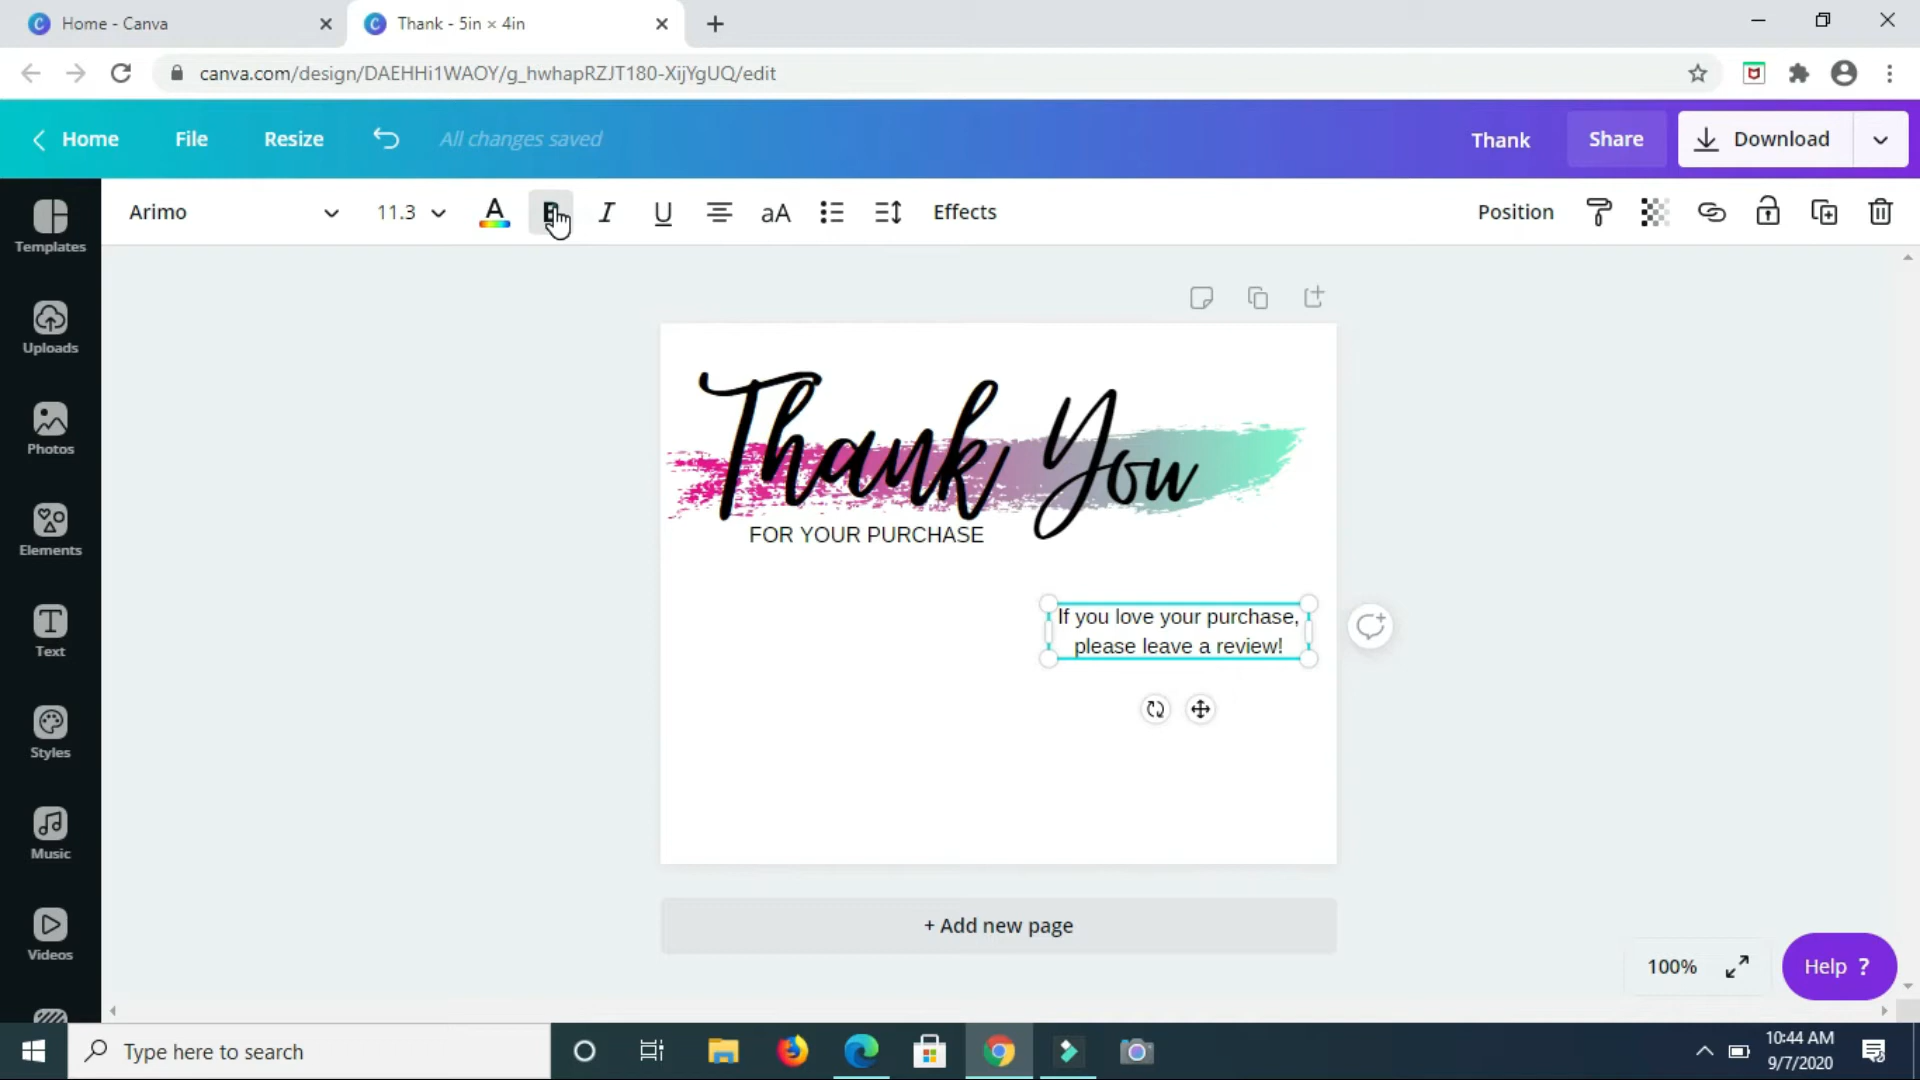 Home - Canva
Thank - 5in × 4in
canva.com/design/DAEHHi1WAOY/g_hwhapRZJT180-XijYgUQ/edit
Home
File
Resize
All changes saved
Thank
Share
Download
Arimo
11.3
A
B
I
U
aA
Effects
Position
Templates
Uploads
Photos
Elements
Text
Styles
Music
Videos
Thank You
FOR YOUR PURCHASE
If you love your purchase,
please leave a review!
+ Add new page
100%
Help ?
Type here to search
10:44 AM
9/7/2020